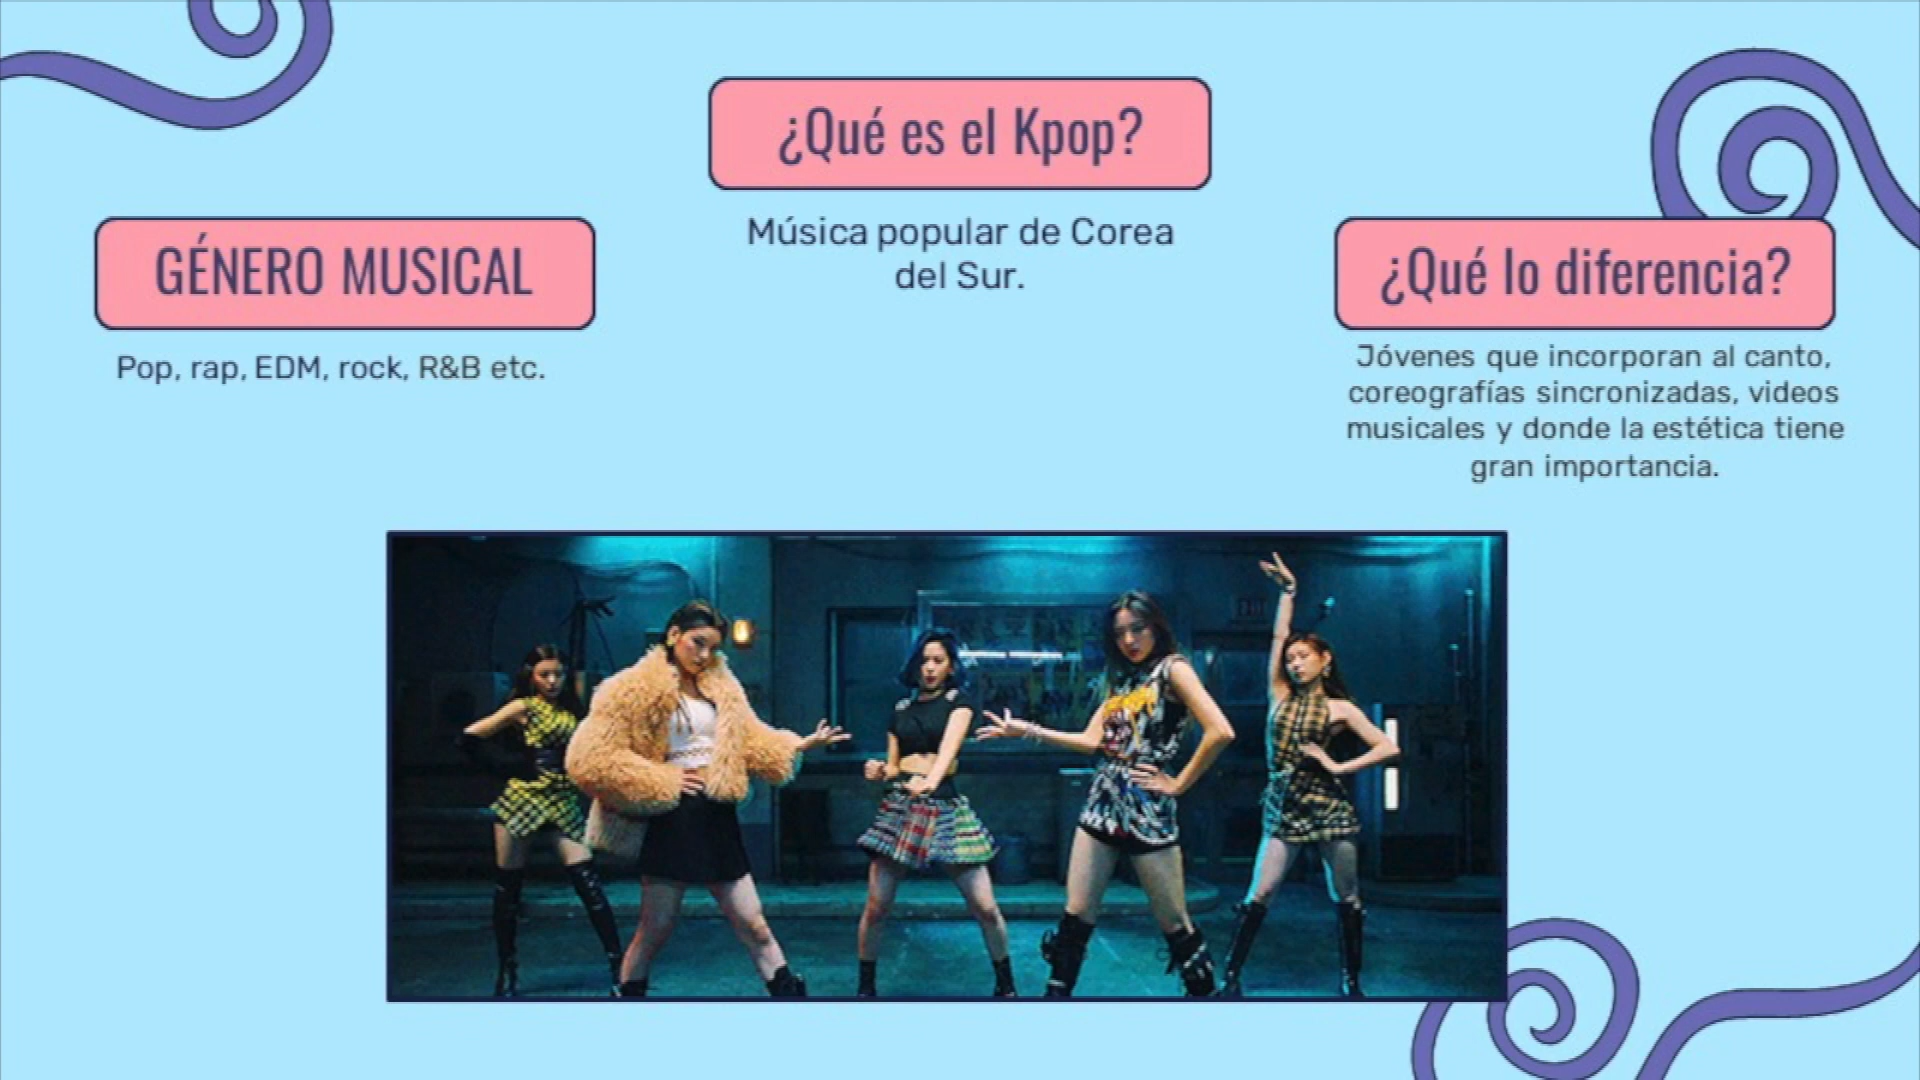 ¿Qué es el Kpop?
Música popular de Corea
del Sur.
GÉNERO MUSICAL
Pop, rap, EDM, rock, R&B etc.
¿Qué lo diferencia?
Jóvenes que incorporan al canto,
coreografías sincronizadas, videos
musicales y donde la estética tiene
gran importancia.